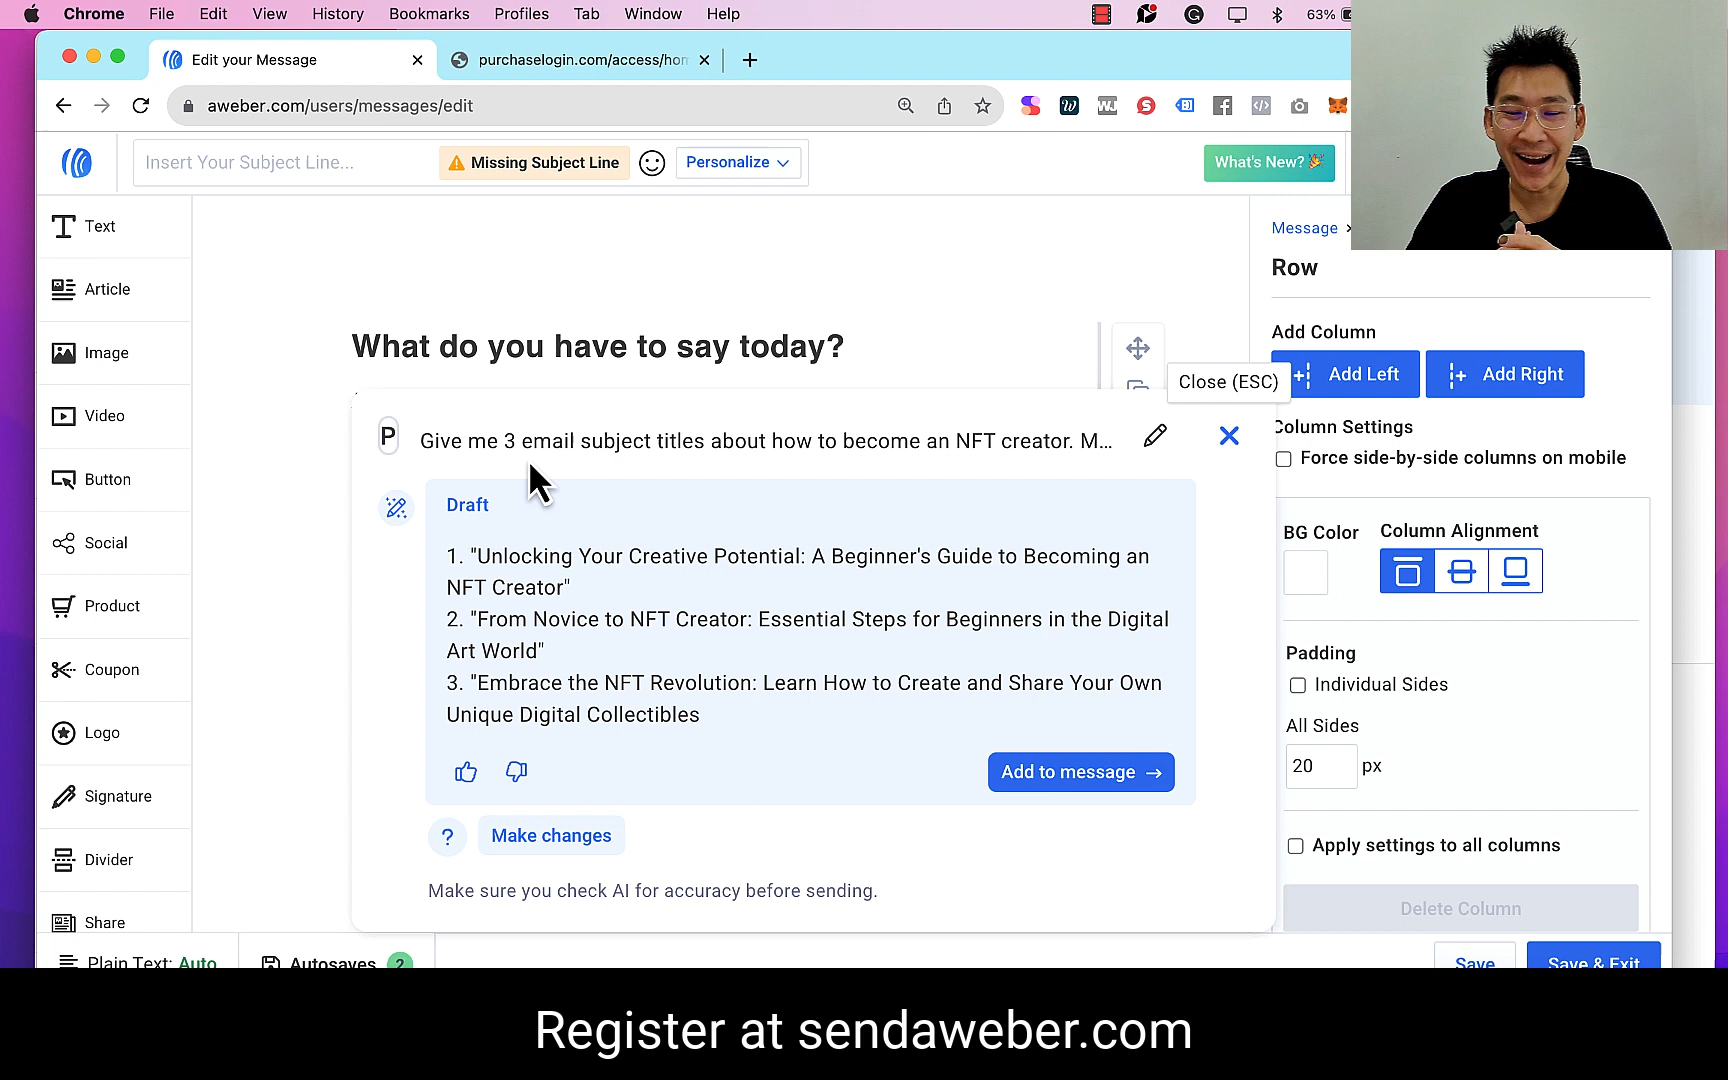 Chrome File Edit View History Bookmarks Profiles Tab Window Help 63%
Edit your Message purchaselogin.com/access/hom
aweber.com/users/messages/edit
Insert Your Subject Line... Missing Subject Line Personalize What's New?
Text
Article
Image
Video
Button
Social
Product
Coupon
Logo
Signature
Divider
Share
What do you have to say today?
Close (ESC)
P Give me 3 email subject titles about how to become an NFT creator. M...
Draft
1. "Unlocking Your Creative Potential: A Beginner's Guide to Becoming an
NFT Creator"
2. "From Novice to NFT Creator: Essential Steps for Beginners in the Digital
Art World"
3. "Embrace the NFT Revolution: Learn How to Create and Share Your Own
Unique Digital Collectibles
Add to message →
? Make changes
Make sure you check AI for accuracy before sending.
Message
Row
Add Column
Add Left Add Right
Column Settings
Force side-by-side columns on mobile
BG Color Column Alignment
Padding
Individual Sides
All Sides
20 px
Apply settings to all columns
Delete Column
Plain Text: Auto Autosaves 2 Save Save & Exit
Register at sendaweber.com